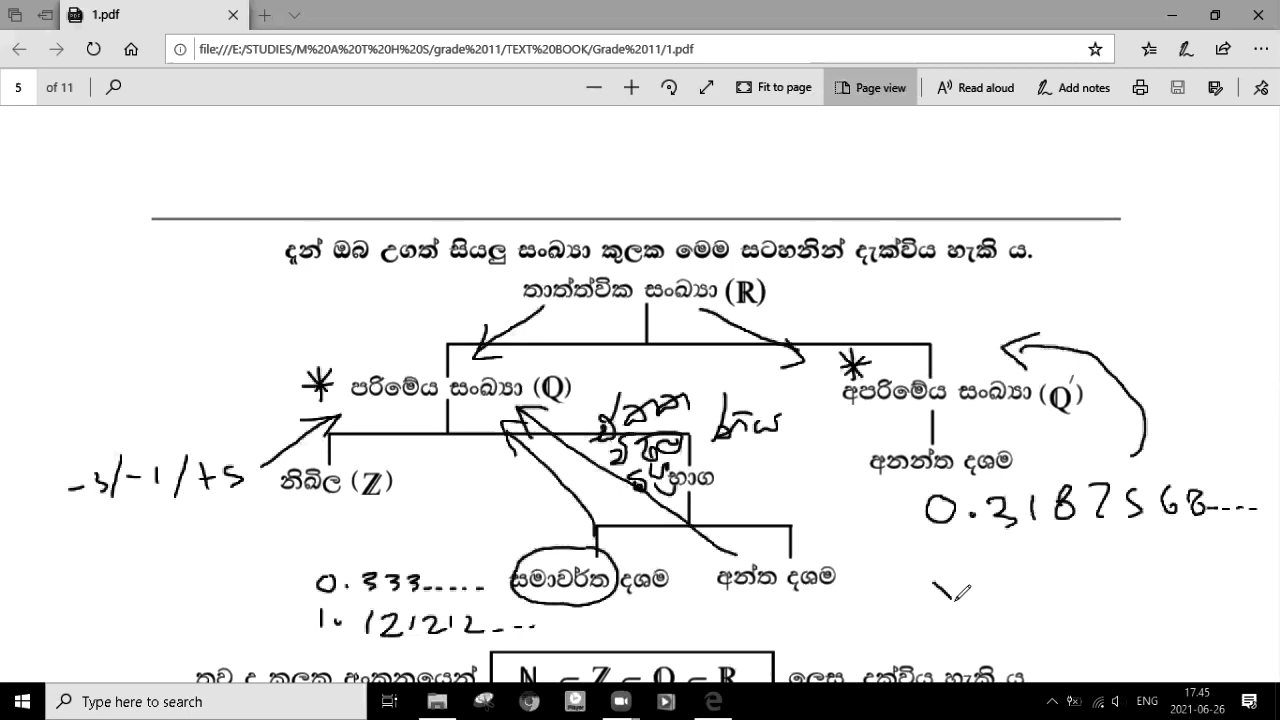 1.pdf
file:///E:/STUDIES/M%20A%20T%20H%20S/grade%2011/TEXT%20BOOK/Grade%2011/1.pdf
5 of 11 Fit to page Page view Read aloud Add notes
දැන් ඔබ උගත් සියලු සංඛ්‍යා කුලක මෙම සටහනින් දැක්විය හැකි ය.
තාත්ත්වික සංඛ්‍යා (ℝ)
පරිමේය සංඛ්‍යා (ℚ) අපරිමේය සංඛ්‍යා (ℚ′)
-3/-1/+5 නිඛිල (ℤ) භාග අනන්ත දශම
0.3187568....
0.333..... සමාවර්ත දශම අන්ත දශම
1.121212....
තව ද කුලක අංකනයෙන් ℕ ⊂ ℤ ⊂ ℚ ⊂ ℝ ලෙස දැක්විය හැකි ය
Type here to search ENG 17.45
2021-06-26